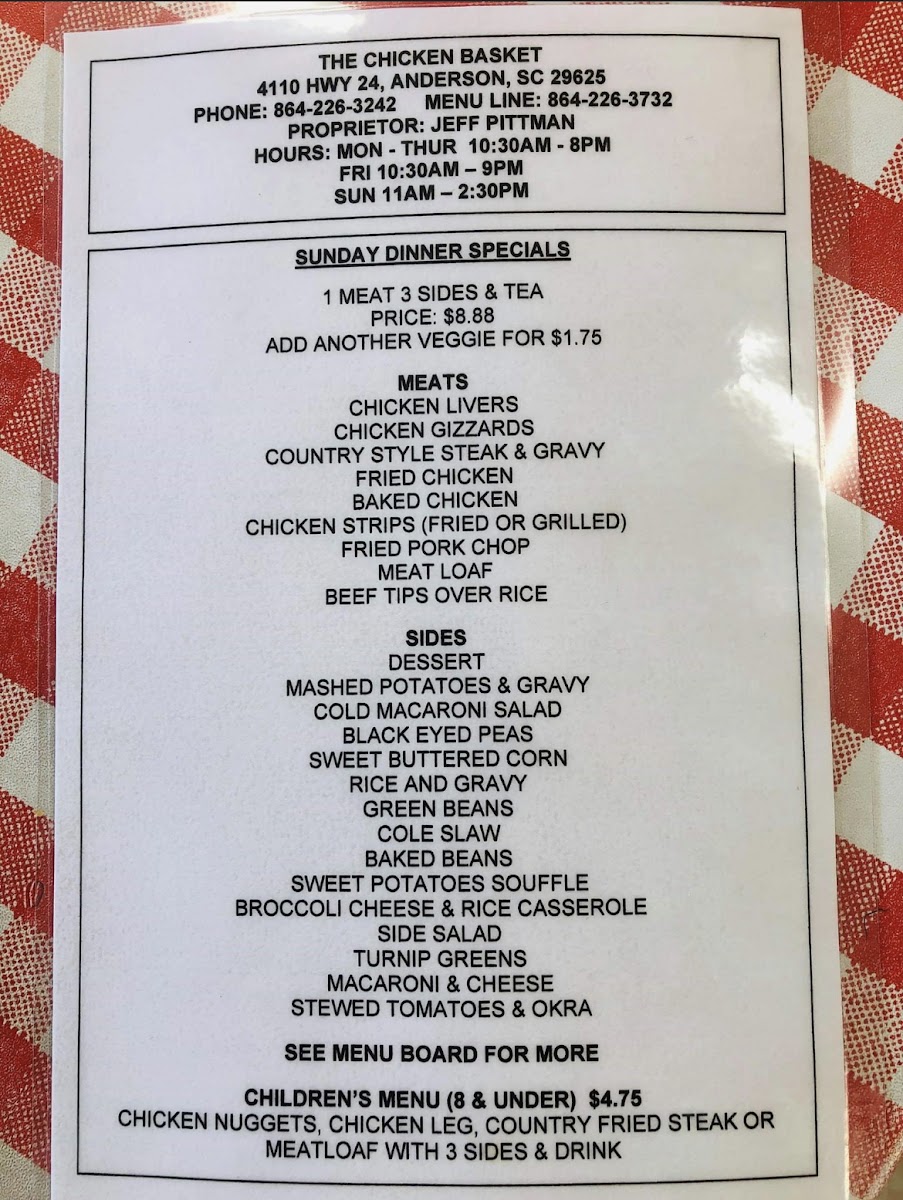 THE CHICKEN BASKET
4110 HWY 24, ANDERSON, SC 29625
PHONE: 864-226-3242 MENU LINE: 864-226-3732
PROPRIETOR: JEFF PITTMAN
HOURS: MON - THUR 10:30AM - 8PM
FRI 10:30AM – 9PM
SUN 11AM – 2:30PM
SUNDAY DINNER SPECIALS
1 MEAT 3 SIDES & TEA
PRICE: $8.88
ADD ANOTHER VEGGIE FOR $1.75
MEATS
CHICKEN LIVERS
CHICKEN GIZZARDS
COUNTRY STYLE STEAK & GRAVY
FRIED CHICKEN
BAKED CHICKEN
CHICKEN STRIPS (FRIED OR GRILLED)
FRIED PORK CHOP
MEAT LOAF
BEEF TIPS OVER RICE
SIDES
DESSERT
MASHED POTATOES & GRAVY
COLD MACARONI SALAD
BLACK EYED PEAS
SWEET BUTTERED CORN
RICE AND GRAVY
GREEN BEANS
COLE SLAW
BAKED BEANS
SWEET POTATOES SOUFFLE
BROCCOLI CHEESE & RICE CASSEROLE
SIDE SALAD
TURNIP GREENS
MACARONI & CHEESE
STEWED TOMATOES & OKRA
SEE MENU BOARD FOR MORE
CHILDREN'S MENU (8 & UNDER) $4.75
CHICKEN NUGGETS, CHICKEN LEG, COUNTRY FRIED STEAK OR
MEATLOAF WITH 3 SIDES & DRINK